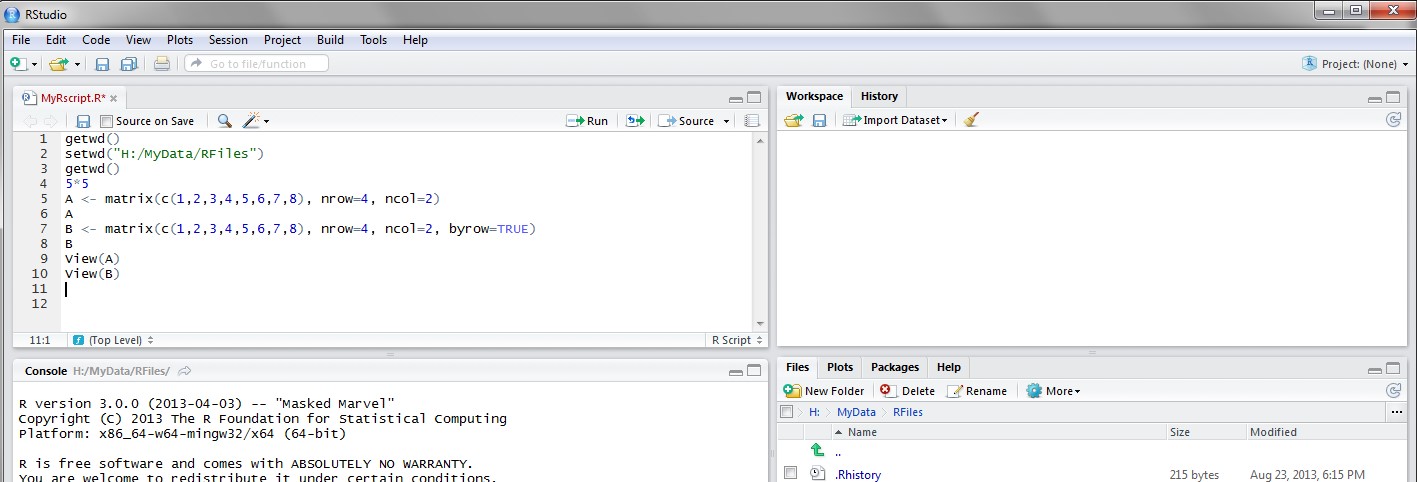 RStudio
File Edit Code View Plots Session Project Build Tools Help
Go to file/function Project: (None)
MyRscript.R*
Source on Save Run Source
1 getwd()
2 setwd("H:/MyData/RFiles")
3 getwd()
4 5*5
5 A <- matrix(c(1,2,3,4,5,6,7,8), nrow=4, ncol=2)
6 A
7 B <- matrix(c(1,2,3,4,5,6,7,8), nrow=4, ncol=2, byrow=TRUE)
8 B
9 View(A)
10 View(B)
11
12
11:1 (Top Level) R Script
Console H:/MyData/RFiles/
R version 3.0.0 (2013-04-03) -- "Masked Marvel"
Copyright (C) 2013 The R Foundation for Statistical Computing
Platform: x86_64-w64-mingw32/x64 (64-bit)
R is free software and comes with ABSOLUTELY NO WARRANTY.
You are welcome to redistribute it under certain conditions.
Workspace History
Import Dataset
Files Plots Packages Help
New Folder Delete Rename More
H: MyData RFiles ...
Name Size Modified
..
.Rhistory 215 bytes Aug 23, 2013, 6:15 PM